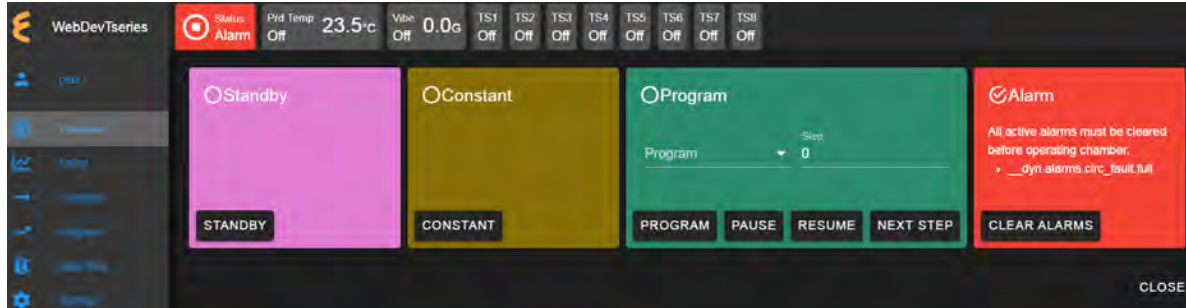 WebDevTseries
Status
Alarm
Prd Temp
Off
23.5°C
Vibe
Off
0.0G
TS1
Off
TS2
Off
TS3
Off
TS4
Off
TS5
Off
TS6
Off
TS7
Off
TS8
Off
Standby
STANDBY
Constant
CONSTANT
Program
Program
Step
0
PROGRAM PAUSE RESUME NEXT STEP
Alarm
All active alarms must be cleared
before operating chamber.
• __dyn.alarms.circ_fault.full
CLEAR ALARMS
CLOSE